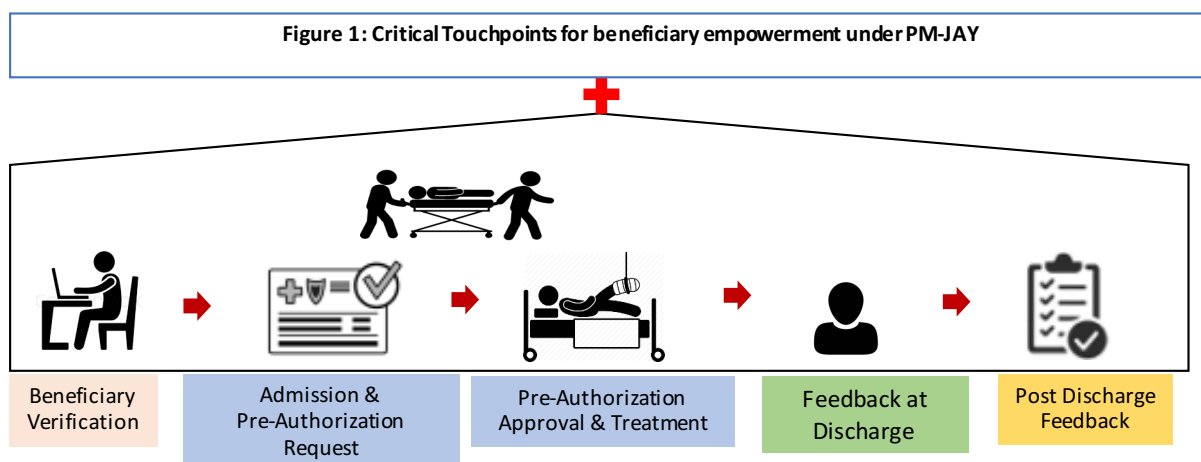 Figure 1: Critical Touchpoints for beneficiary empowerment under PM-JAY
Beneficiary
Verification
Admission &
Pre-Authorization
Request
Pre-Authorization
Approval & Treatment
Feedback at
Discharge
Post Discharge
Feedback